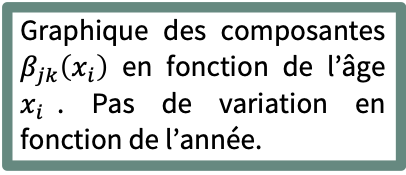 Graphique des composantes
𝛽𝑗𝑘(𝑥𝑖) en fonction de l’âge
𝑥𝑖 . Pas de variation en
fonction de l’année.